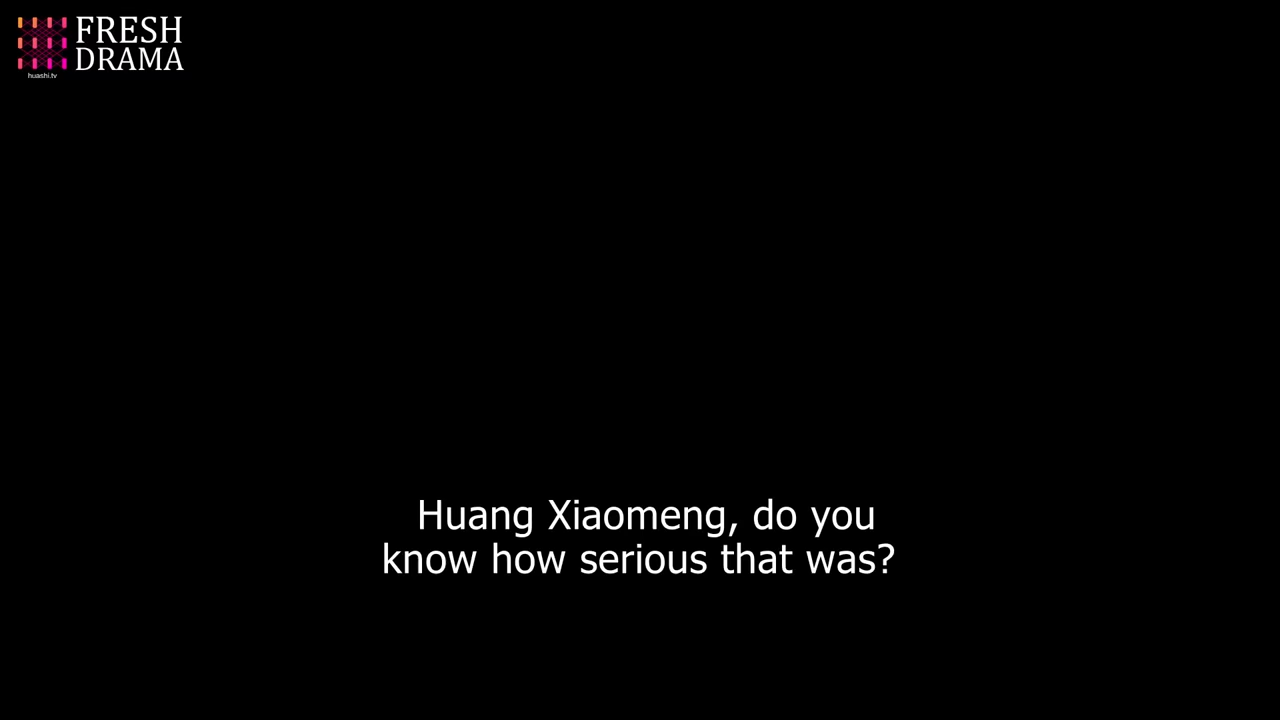 FRESH
DRAMA
huashi.tv
Huang Xiaomeng, do you
know how serious that was?